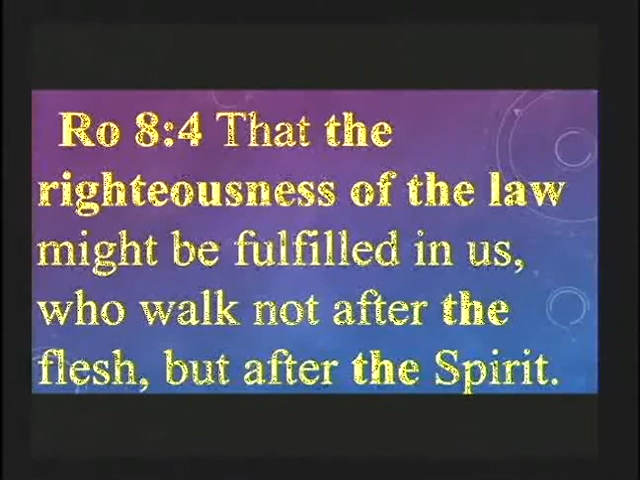 Ro 8:4 That the
righteousness of the law
might be fulfilled in us,
who walk not after the
flesh, but after the Spirit.